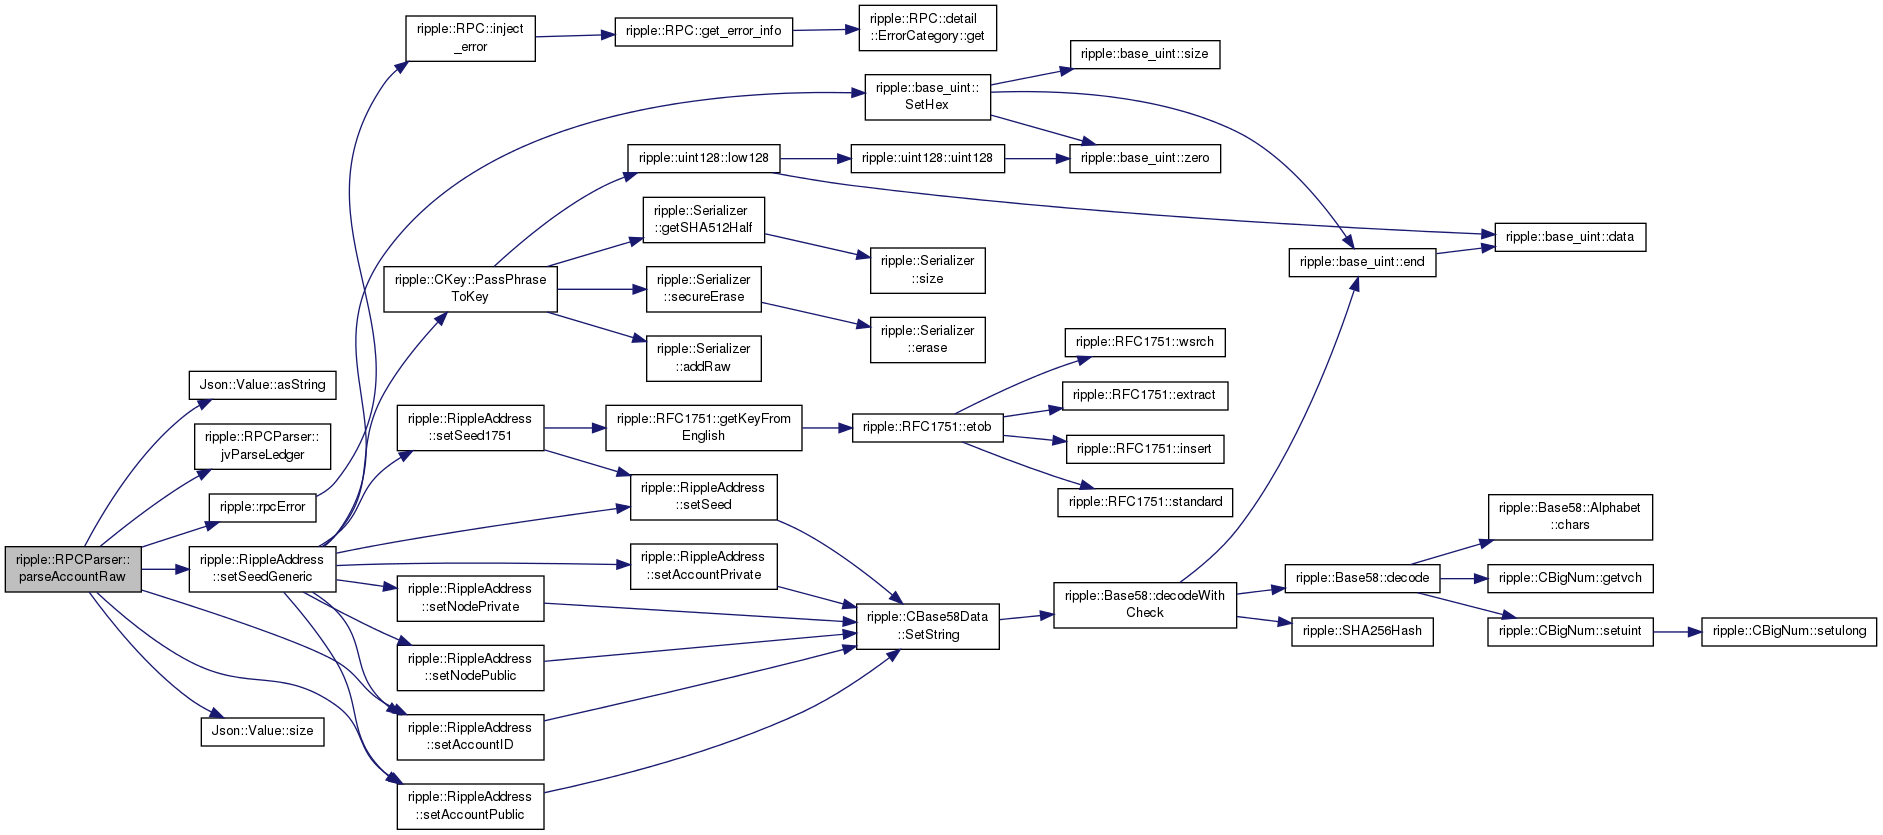 ripple::RPCParser::
parseAccountRaw
Json::Value::asString
ripple::RPCParser::
jvParseLedger
ripple::rpcError
ripple::RippleAddress
::setSeedGeneric
Json::Value::size
ripple::RPC::inject
_error
ripple::CKey::PassPhrase
ToKey
ripple::RippleAddress
::setSeed1751
ripple::RippleAddress
::setNodePrivate
ripple::RippleAddress
::setNodePublic
ripple::RippleAddress
::setAccountID
ripple::RippleAddress
::setAccountPublic
ripple::RPC::get_error_info
ripple::uint128::low128
ripple::Serializer
::getSHA512Half
ripple::Serializer
::secureErase
ripple::Serializer
::addRaw
ripple::RFC1751::getKeyFrom
English
ripple::RippleAddress
::setSeed
ripple::RippleAddress
::setAccountPrivate
ripple::RPC::detail
::ErrorCategory::get
ripple::base_uint::
SetHex
ripple::uint128::uint128
ripple::Serializer
::size
ripple::Serializer
::erase
ripple::RFC1751::etob
ripple::CBase58Data
::SetString
ripple::base_uint::size
ripple::base_uint::zero
ripple::RFC1751::wsrch
ripple::RFC1751::extract
ripple::RFC1751::insert
ripple::RFC1751::standard
ripple::Base58::decodeWith
Check
ripple::base_uint::end
ripple::Base58::decode
ripple::SHA256Hash
ripple::base_uint::data
ripple::Base58::Alphabet
::chars
ripple::CBigNum::getvch
ripple::CBigNum::setuint
ripple::CBigNum::setulong